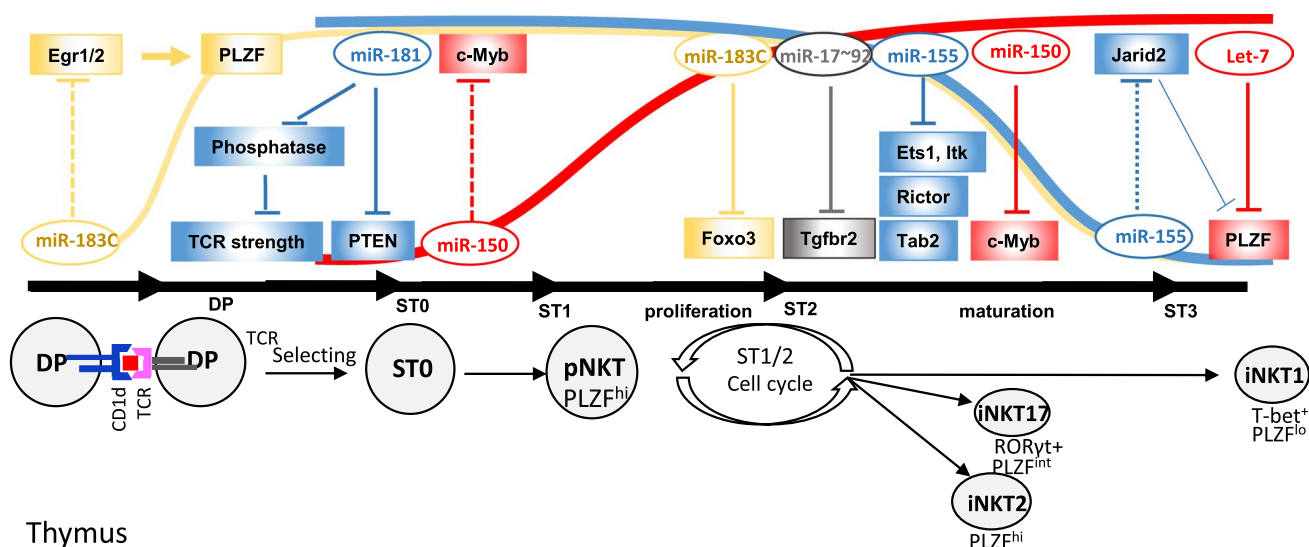 Egr1/2
PLZF
miR-181
c-Myb
miR-183C
miR-17~92
miR-155
miR-150
Jarid2
Let-7
Phosphatase
Ets1, Itk
Rictor
miR-183C
TCR strength
PTEN
miR-150
Foxo3
Tgfbr2
Tab2
c-Myb
miR-155
PLZF
DP
ST0
ST1
proliferation
ST2
maturation
ST3
DP
CD1d
TCR
DP
TCR
Selecting
ST0
pNKT
PLZFhi
ST1/2
Cell cycle
iNKT1
T-bet+
PLZFlo
iNKT17
RORγt+
PLZFint
iNKT2
PLZFhi
Thymus